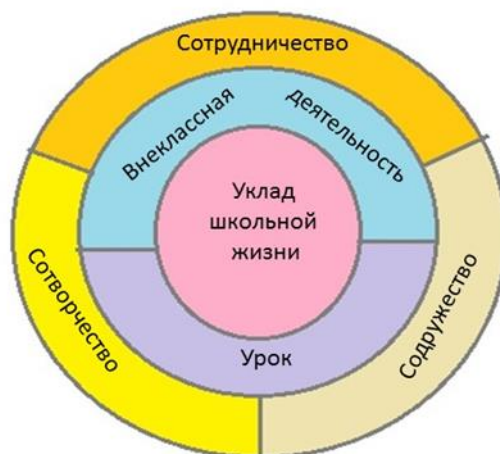 Сотрудничество
Внеклассная деятельность
Уклад
школьной
жизни
Сотворчество
Содружество
Урок